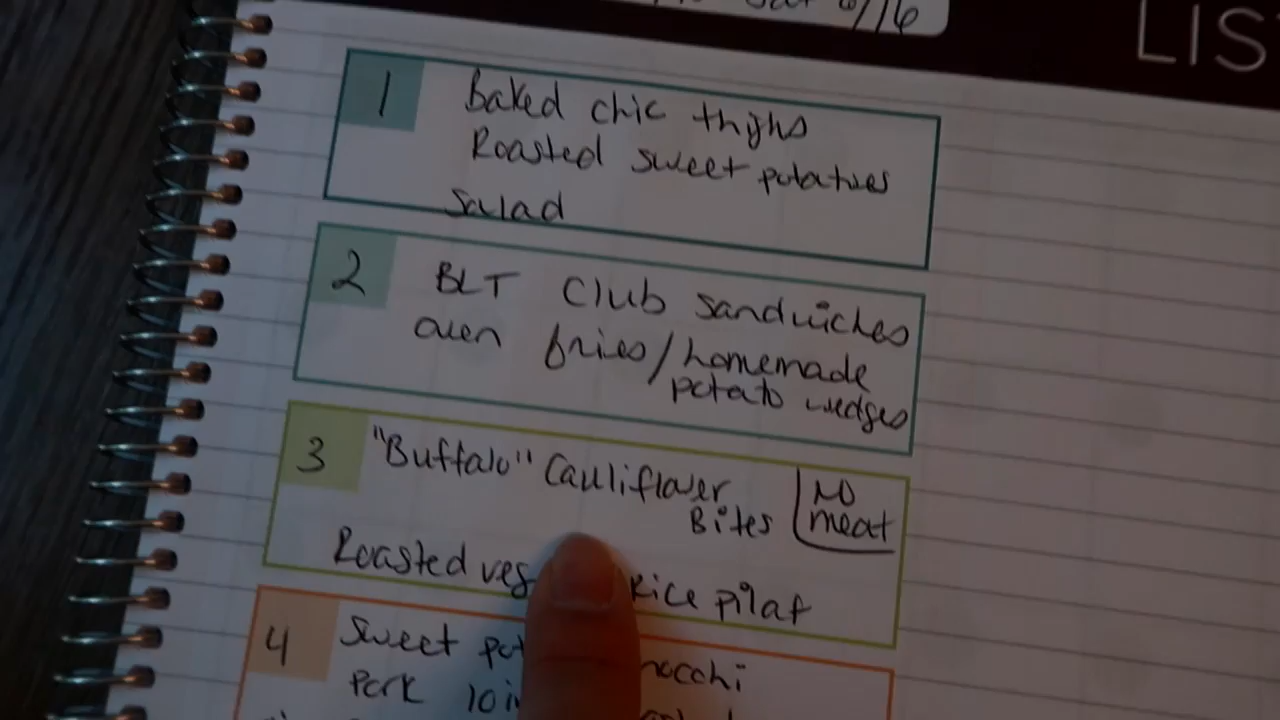 LIS
1 Baked chic thighs
Roasted sweet potatoes
Salad
2 BLT Club sandwiches
oven fries/homemade
potato wedges
3 "Buffalo" Cauliflower
Bites
NO
meat
Roasted veg Rice pilaf
4 Sweet
Pork